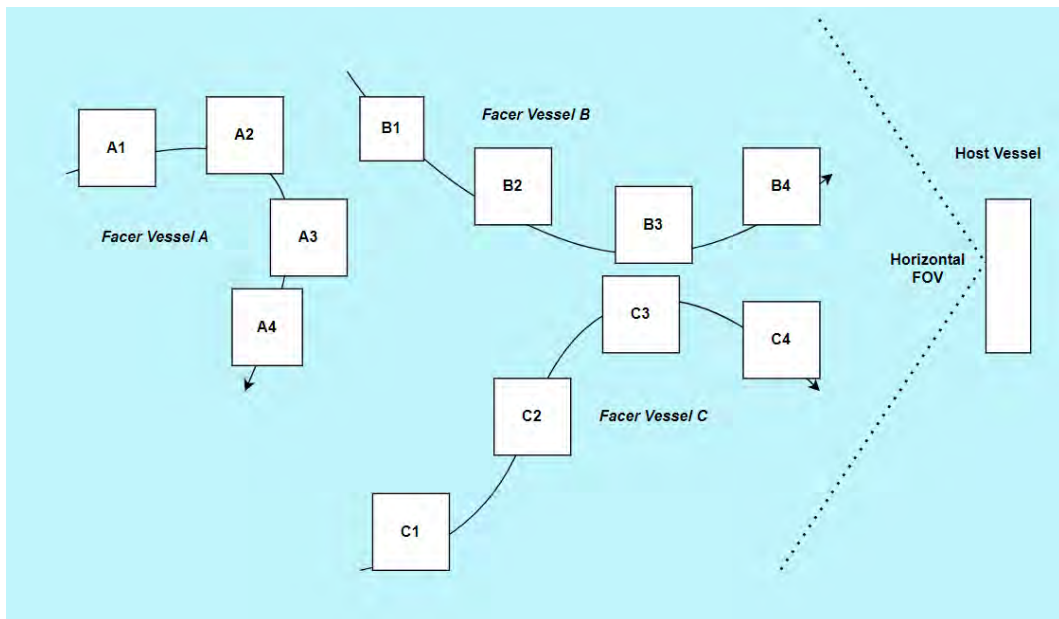 Facer Vessel B
B1
A2
A1
Host Vessel
B2
B4
B3
A3
Facer Vessel A
Horizontal
FOV
C3
A4
C4
C2
Facer Vessel C
C1